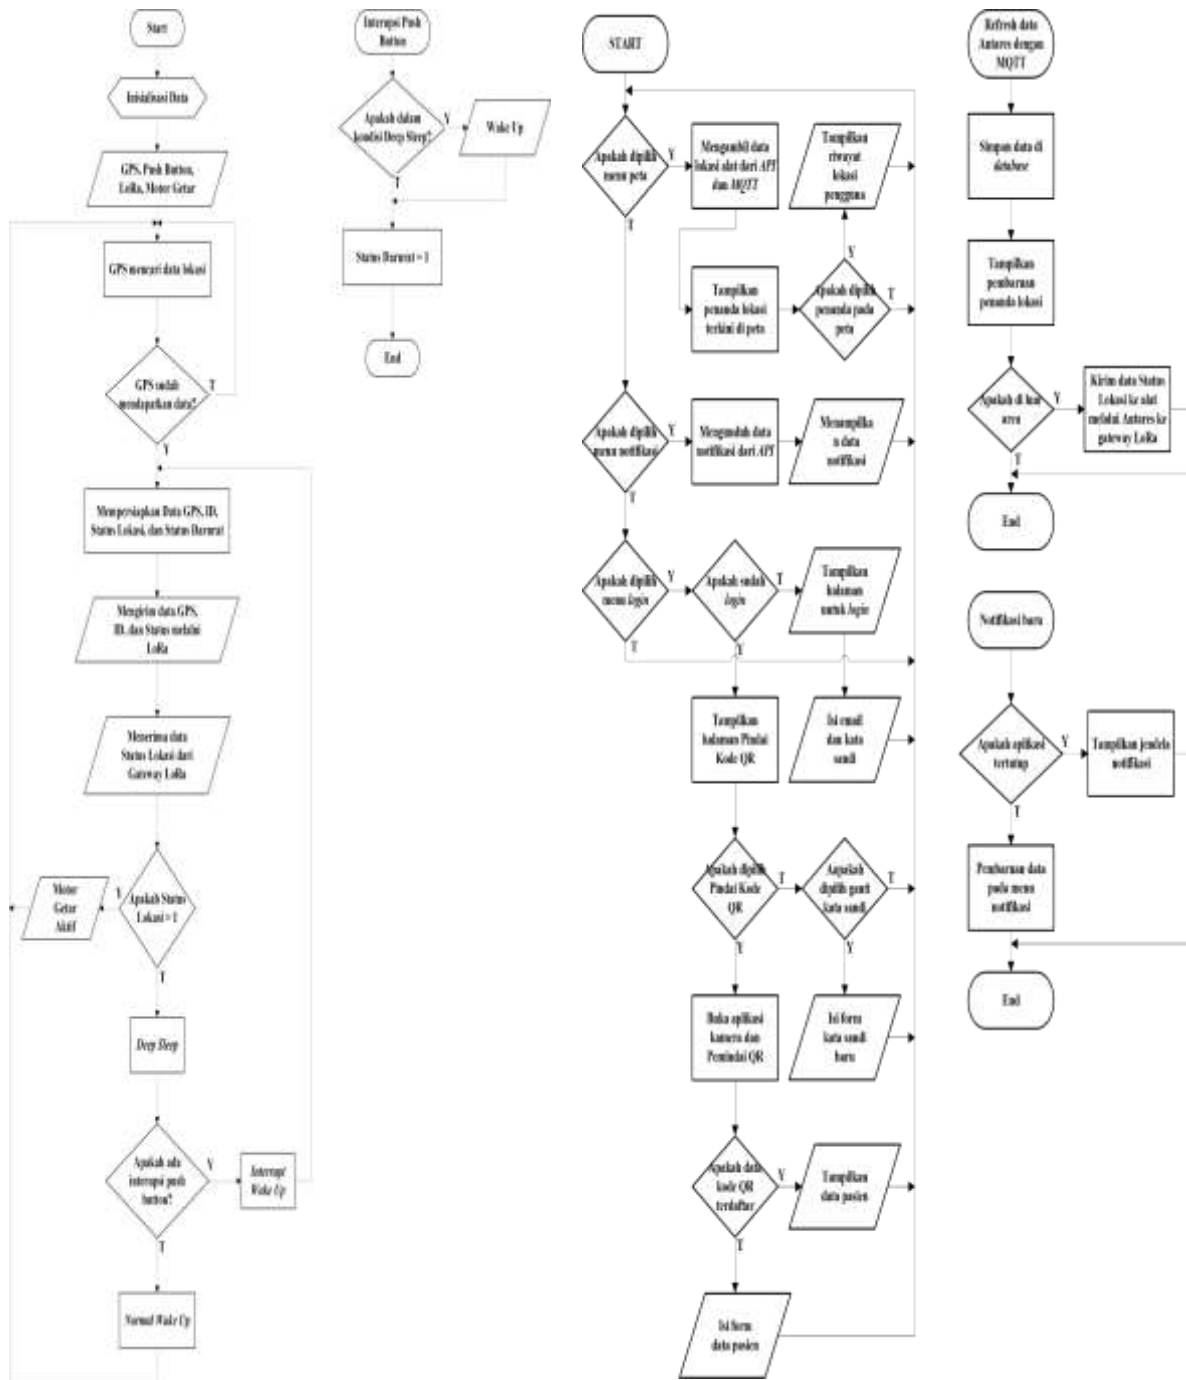 Start
Inisialisasi Data
GPS, Push Button,
LoRa, Motor Getar
GPS mencari data lokasi
GPS sudah
mendapatkan data?
T
Y
Mempersiapkan Data GPS, ID,
Status Lokasi, dan Status Darurat
Mengirim data GPS,
ID, dan Status melalui
LoRa
Menerima data
Status Lokasi dari
Gateway LoRa
Apakah Status
Lokasi = 1
Y
Motor
Getar
Aktif
T
Deep Sleep
Apakah ada
interupsi push
button?
Y
Interrupt
Wake Up
T
Normal Wake Up
Interupsi Push
Button
Apakah dalam
kondisi Deep Sleep?
Y
Wake Up
T
Status Darurat = 1
End
START
Apakah dipilih
menu peta
Y
Mengambil data
lokasi alat dari API
dan MQTT
Tampilkan
riwayat
lokasi
pengguna
T
Y
Tampilkan
penanda lokasi
terkini di peta
Apakah dipilih
penanda pada
peta
T
Apakah dipilih
menu notifikasi
Y
Mengunduh data
notifikasi dari API
Menampilka
n data
notifikasi
T
Apakah dipilih
menu login
Y
Apakah sudah
login
T
Tampilkan
halaman
untuk login
T
Y
Tampilkan
halaman Pindai
Kode QR
Isi email
dan kata
sandi
Apakah dipilih
Pindai Kode
QR
T
Aapakah
dipilih ganti
kata sandi
T
Y
Y
Buka aplikasi
kamera dan
Pemindai QR
Isi form
kata sandi
baru
Apakah data
kode QR
terdaftar
Y
Tampilkan
data pasien
T
Isi form
data pasien
Refresh data
Antares dengan
MQTT
Simpan data di
database
Tampilkan
pembaruan
penanda lokasi
Apakah di luar
area
Y
Kirim data Status
Lokasi ke alat
melalui Antares ke
gateway LoRa
T
End
Notifikasi baru
Apakah aplikasi
tertutup
Y
Tampilkan jendela
notifikasi
T
Pembaruan data
pada menu
notifikasi
End